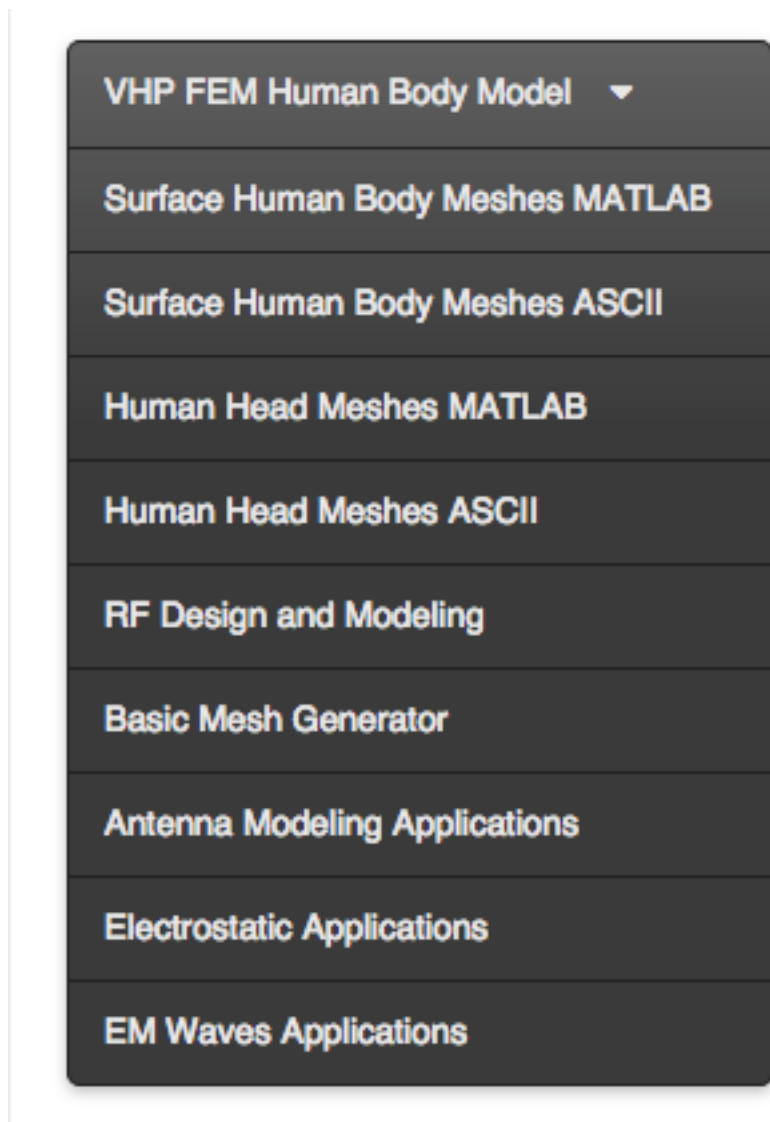 VHP FEM Human Body Model
Surface Human Body Meshes MATLAB
Surface Human Body Meshes ASCII
Human Head Meshes MATLAB
Human Head Meshes ASCII
RF Design and Modeling
Basic Mesh Generator
Antenna Modeling Applications
Electrostatic Applications
EM Waves Applications